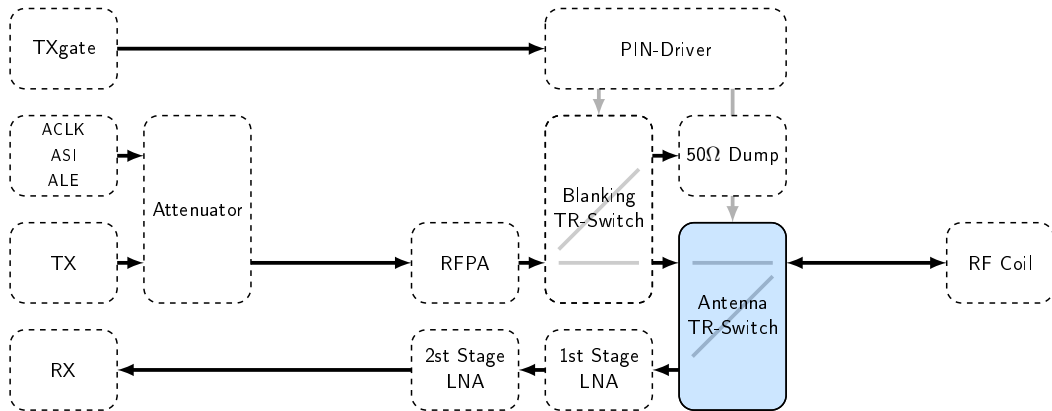 TXgate
PIN-Driver
ACLK
ASI
ALE
Attenuator
Blanking
TR-Switch
50Ω Dump
TX
RFPA
Antenna
TR-Switch
RF Coil
RX
2st Stage
LNA
1st Stage
LNA